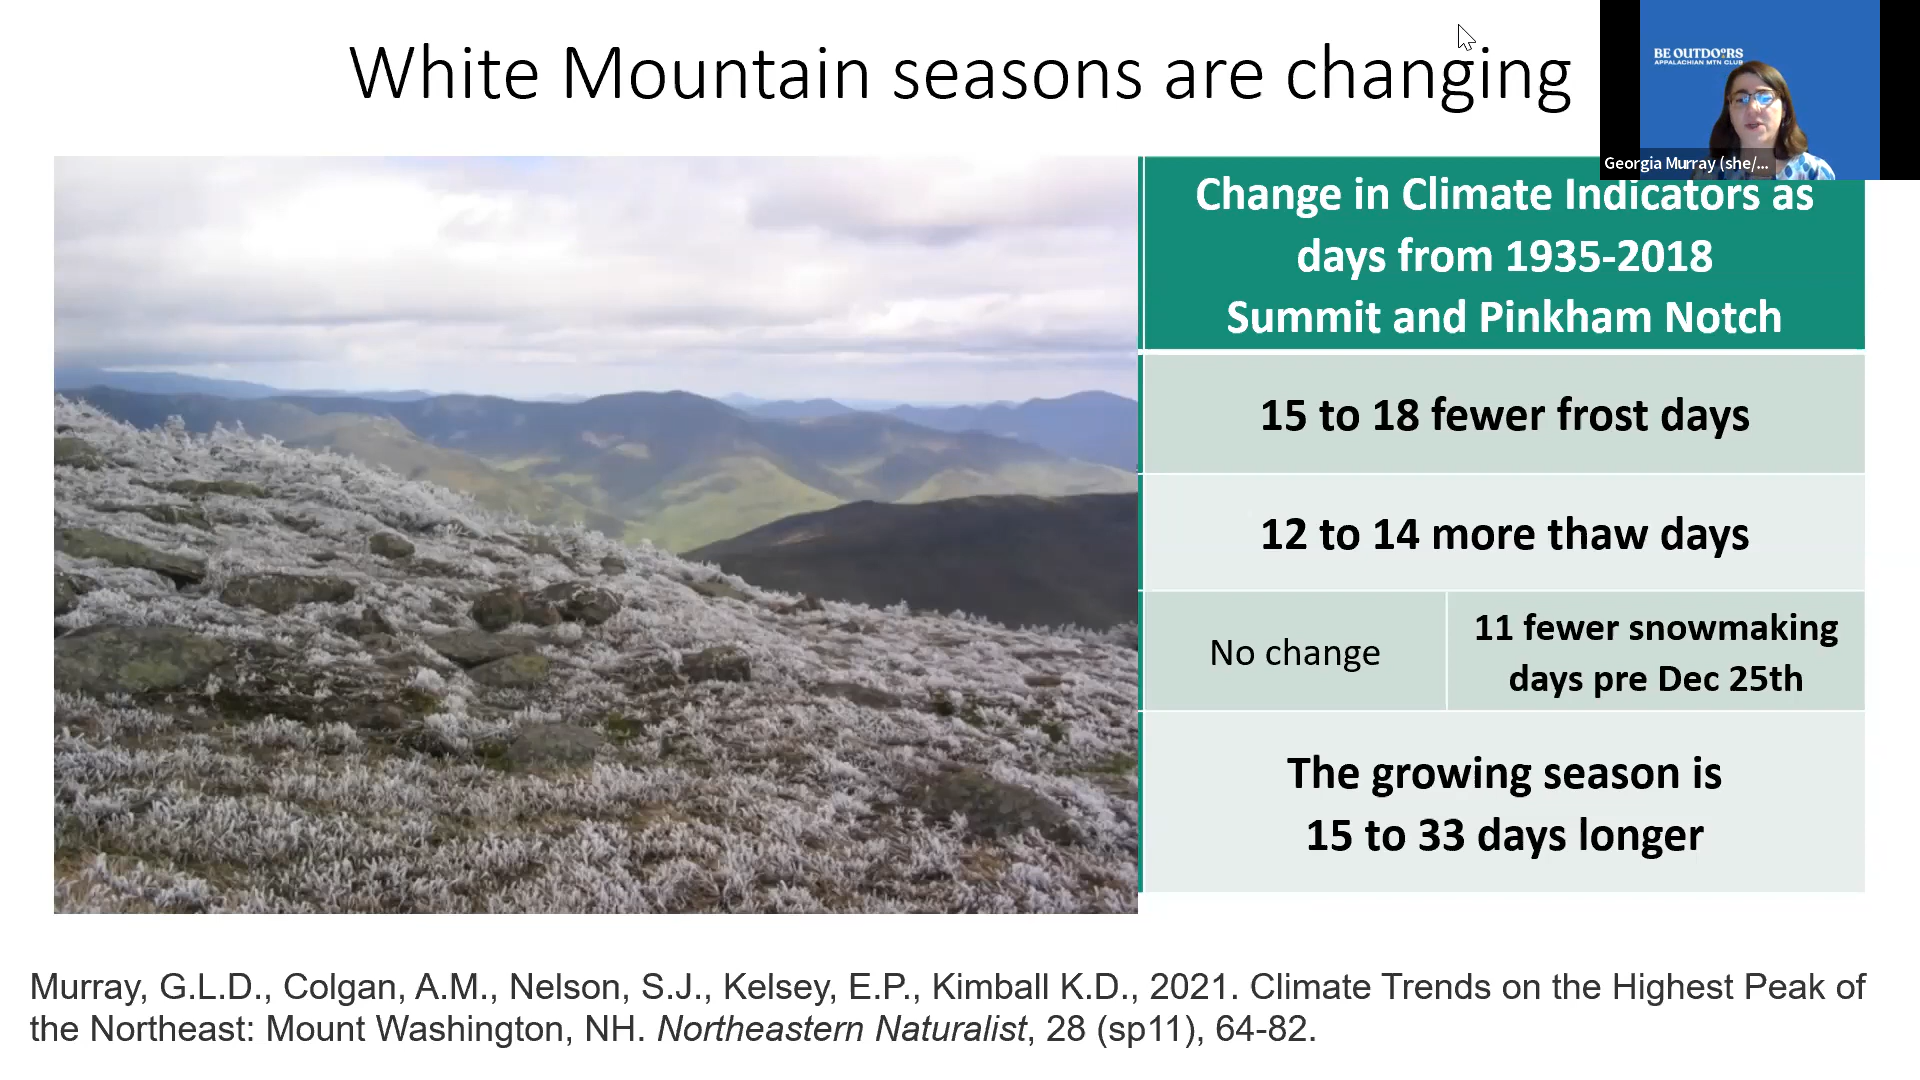 White Mountain seasons are changing
BE OUTDOORS
APPALACHIAN MTN CLUB
Georgia Murray (she/...
Change in Climate Indicators as
days from 1935-2018
Summit and Pinkham Notch
15 to 18 fewer frost days
12 to 14 more thaw days
No change
11 fewer snowmaking
days pre Dec 25th
The growing season is
15 to 33 days longer
Murray, G.L.D., Colgan, A.M., Nelson, S.J., Kelsey, E.P., Kimball K.D., 2021. Climate Trends on the Highest Peak of
the Northeast: Mount Washington, NH. Northeastern Naturalist, 28 (sp11), 64-82.